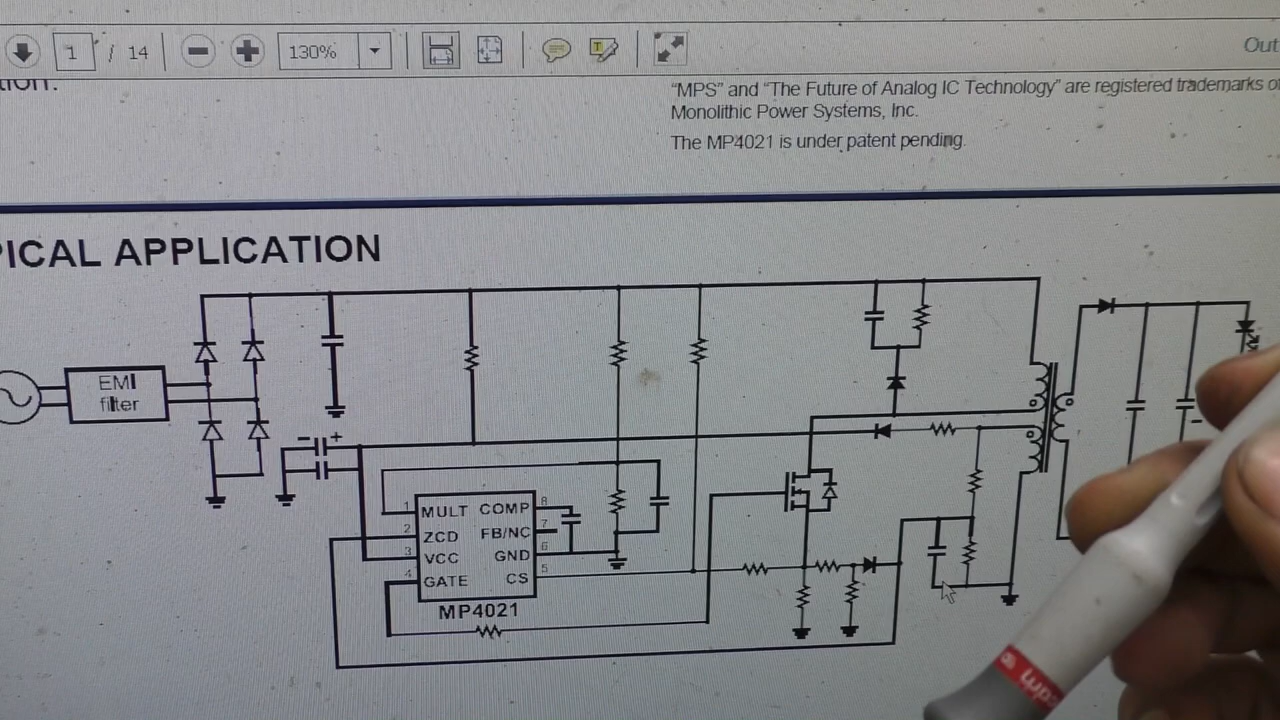 1 / 14
130%
Out
"MPS" and "The Future of Analog IC Technology" are registered trademarks of
Monolithic Power Systems, Inc.
The MP4021 is under patent pending.
PICAL APPLICATION
EMI
filter
- +
1 MULT COMP 8
2 ZCD FB/NC 7
3 VCC GND 6
4 GATE CS 5
MP4021
-